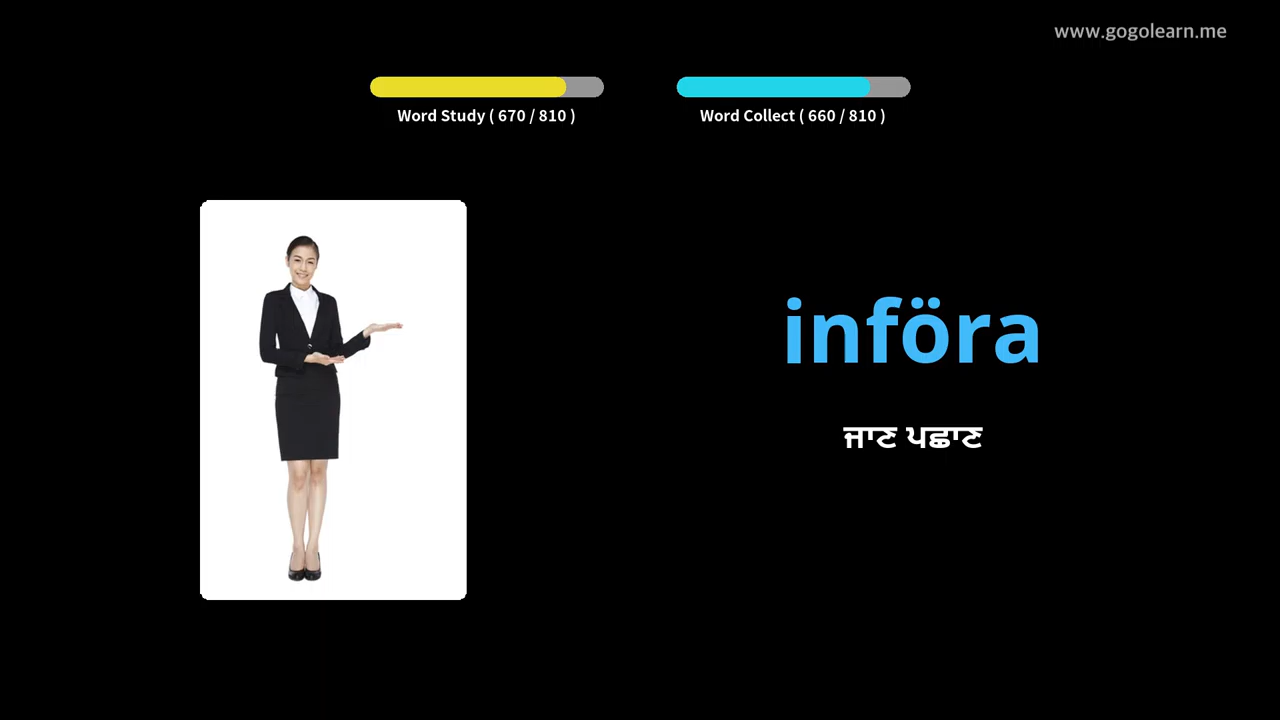 www.gogolearn.me
Word Study ( 670 / 810 )
Word Collect ( 660 / 810 )
införa
ਜਾਣ ਪਛਾਣ